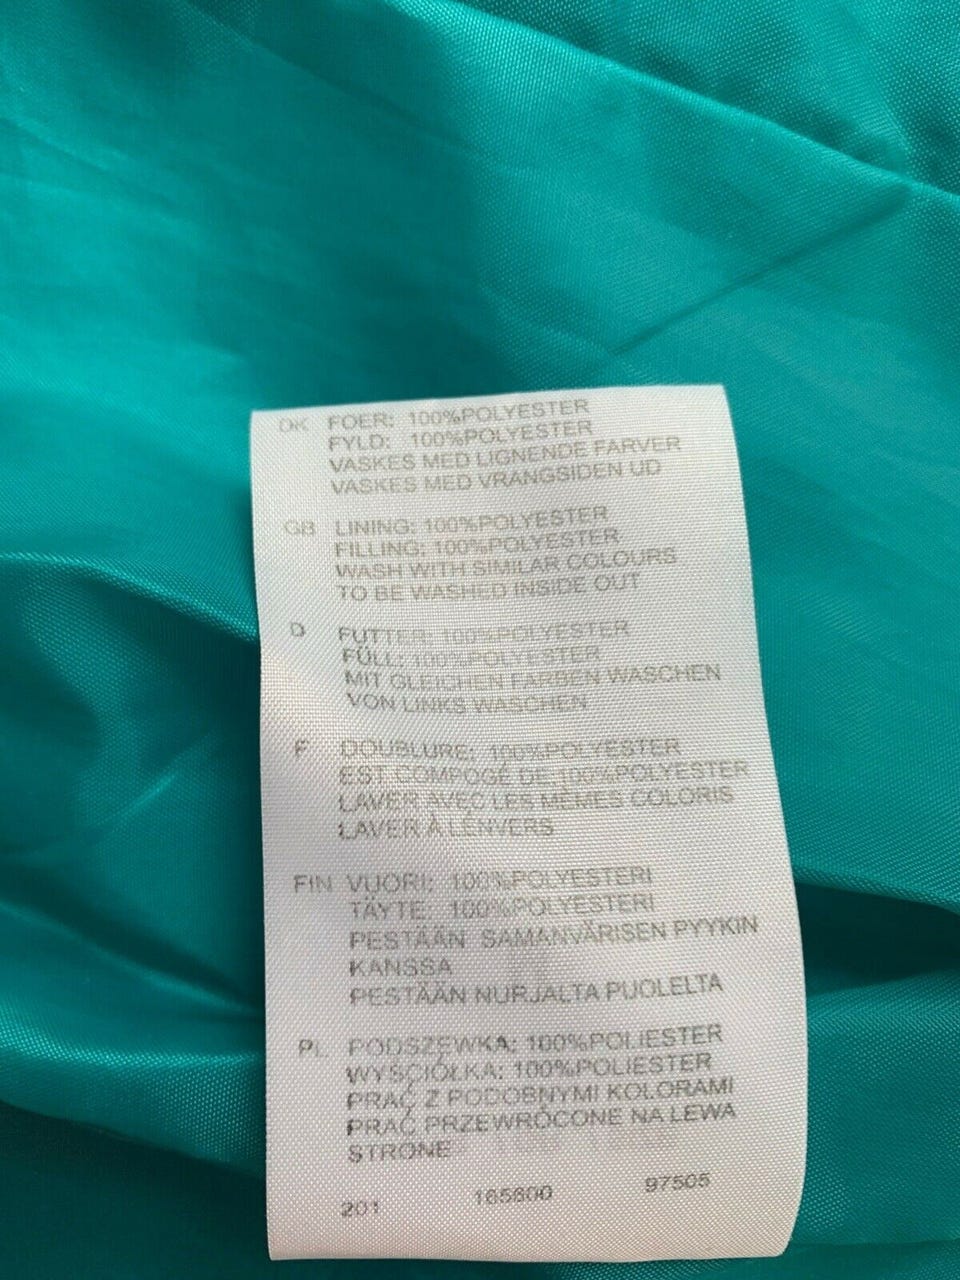 DK FOER: 100%POLYESTER
FYLD: 100%POLYESTER
VASKES MED LIGNENDE FARVER
VASKES MED VRANGSIDEN UD
GB LINING: 100%POLYESTER
FILLING: 100%POLYESTER
WASH WITH SIMILAR COLOURS
TO BE WASHED INSIDE OUT
D FUTTER: 100%POLYESTER
FÜLL: 100%POLYESTER
MIT GLEICHEN FARBEN WASCHEN
VON LINKS WASCHEN
F DOUBLURE: 100%POLYESTER
EST COMPOGÉ DE 100%POLYESTER
LAVER AVEC LES MÊMES COLORIS
LAVER À LÉNVERS
FIN VUORI: 100%POLYESTERI
TÄYTE: 100%POLYESTERI
PESTÄÄN SAMANVÄRISEN PYYKIN
KANSSA
PESTÄÄN NURJALTA PUOLELTA
PL PODSZEWKA: 100%POLIESTER
WYŚCIÓŁKA: 100%POLIESTER
PRAĆ Z PODOBNYMI KOLORAMI
PRAĆ PRZEWRÓCONE NA LEWA
STRONE
201 165600 97505